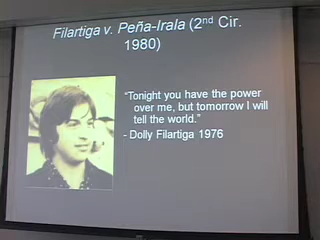 Filartiga v. Peña-Irala (2nd Cir.
1980)
“Tonight you have the power
over me, but tomorrow I will
tell the world.”
- Dolly Filartiga 1976